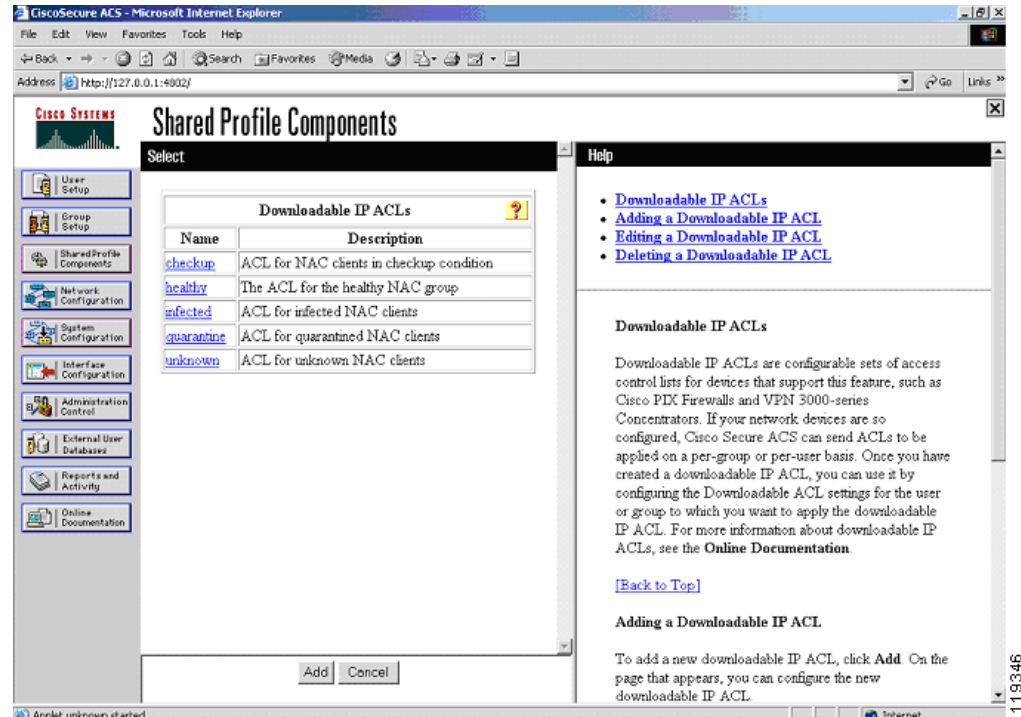 CiscoSecure ACS - Microsoft Internet Explorer
File Edit View Favorites Tools Help
Back Search Favorites Media
Address http://127.0.0.1:4802/ Go Links »
CISCO SYSTEMS
Shared Profile Components
User
Setup
Group
Setup
Shared Profile
Components
Network
Configuration
System
Configuration
Interface
Configuration
Administration
Control
External User
Databases
Reports and
Activity
Online
Documentation
Select
Downloadable IP ACLs ?
Name Description
checkup ACL for NAC clients in checkup condition
healthy The ACL for the healthy NAC group
infected ACL for infected NAC clients
quarantine ACL for quarantined NAC clients
unknown ACL for unknown NAC clients
Add Cancel
Help
• Downloadable IP ACLs
• Adding a Downloadable IP ACL
• Editing a Downloadable IP ACL
• Deleting a Downloadable IP ACL
Downloadable IP ACLs
Downloadable IP ACLs are configurable sets of access
control lists for devices that support this feature, such as
Cisco PIX Firewalls and VPN 3000-series
Concentrators. If your network devices are so
configured, Cisco Secure ACS can send ACLs to be
applied on a per-group or per-user basis. Once you have
created a downloadable IP ACL, you can use it by
configuring the Downloadable ACL settings for the user
or group to which you want to apply the downloadable
IP ACL. For more information about downloadable IP
ACLs, see the Online Documentation.
[Back to Top]
Adding a Downloadable IP ACL
To add a new downloadable IP ACL, click Add. On the
page that appears, you can configure the new
downloadable IP ACL.
Applet unknown started Internet
119346